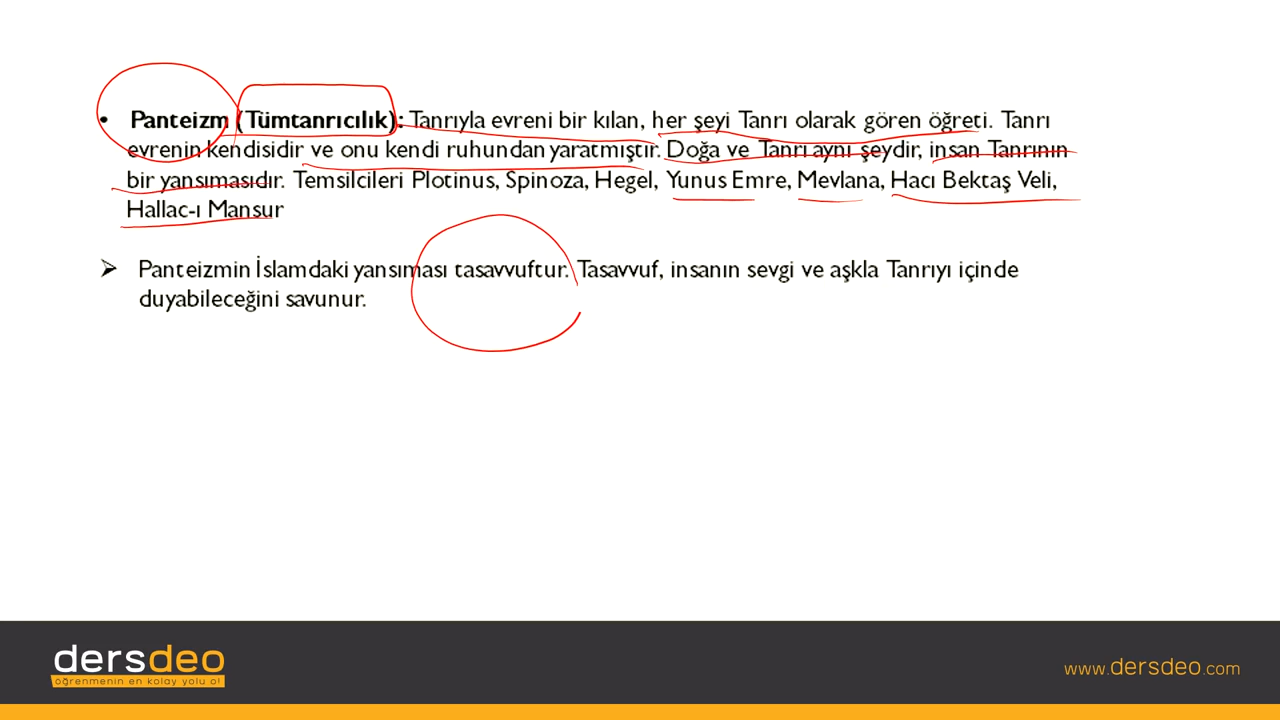 • Panteizm (Tümtanrıcılık): Tanrıyla evreni bir kılan, her şeyi Tanrı olarak gören öğreti. Tanrı
evrenin kendisidir ve onu kendi ruhundan yaratmıştır. Doğa ve Tanrı aynı şeydir, insan Tanrının
bir yansımasıdır. Temsilcileri Plotinus, Spinoza, Hegel, Yunus Emre, Mevlana, Hacı Bektaş Veli,
Hallac-ı Mansur
➢ Panteizmin İslamdaki yansıması tasavvuftur. Tasavvuf, insanın sevgi ve aşkla Tanrıyı içinde
duyabileceğini savunur.
dersdeo
öğrenmenin en kolay yolu o!
www.dersdeo.com